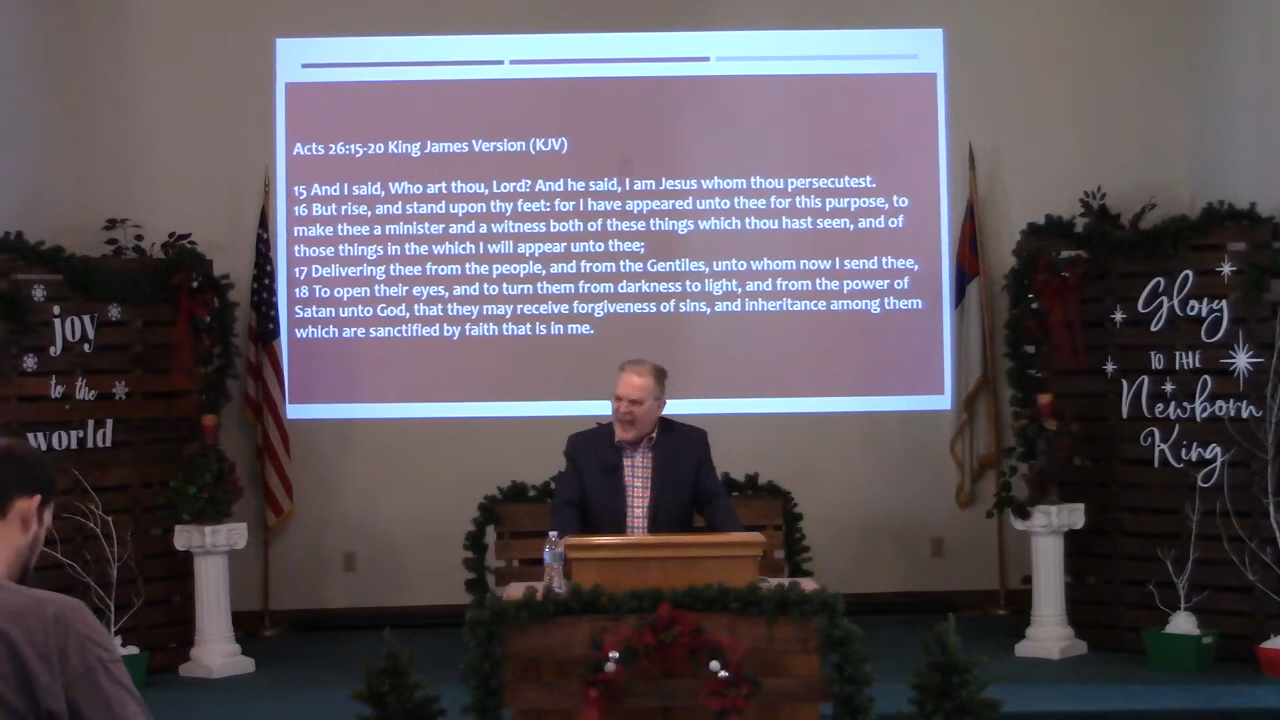 Acts 26:15-20 King James Version (KJV)
15 And I said, Who art thou, Lord? And he said, I am Jesus whom thou persecutest.
16 But rise, and stand upon thy feet: for I have appeared unto thee for this purpose, to
make thee a minister and a witness both of these things which thou hast seen, and of
those things in the which I will appear unto thee;
17 Delivering thee from the people, and from the Gentiles, unto whom now I send thee,
18 To open their eyes, and to turn them from darkness to light, and from the power of
Satan unto God, that they may receive forgiveness of sins, and inheritance among them
which are sanctified by faith that is in me.
joy
to the
world
Glory
TO THE
Newborn
King